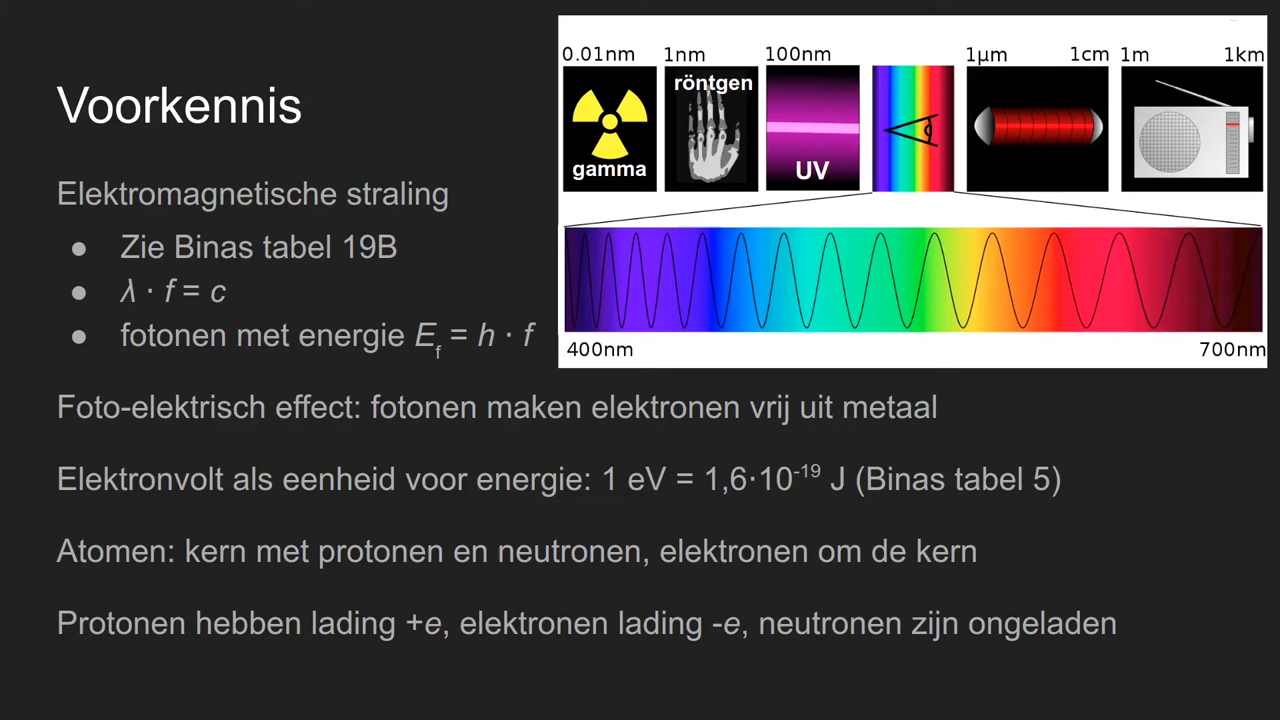 Voorkennis
Elektromagnetische straling
● Zie Binas tabel 19B
● λ · f = c
● fotonen met energie E_f = h · f
Foto-elektrisch effect: fotonen maken elektronen vrij uit metaal
Elektronvolt als eenheid voor energie: 1 eV = 1,6·10⁻¹⁹ J (Binas tabel 5)
Atomen: kern met protonen en neutronen, elektronen om de kern
Protonen hebben lading +e, elektronen lading -e, neutronen zijn ongeladen
0.01nm 1nm 100nm 1μm 1cm 1m 1km
röntgen
gamma UV
400nm 700nm